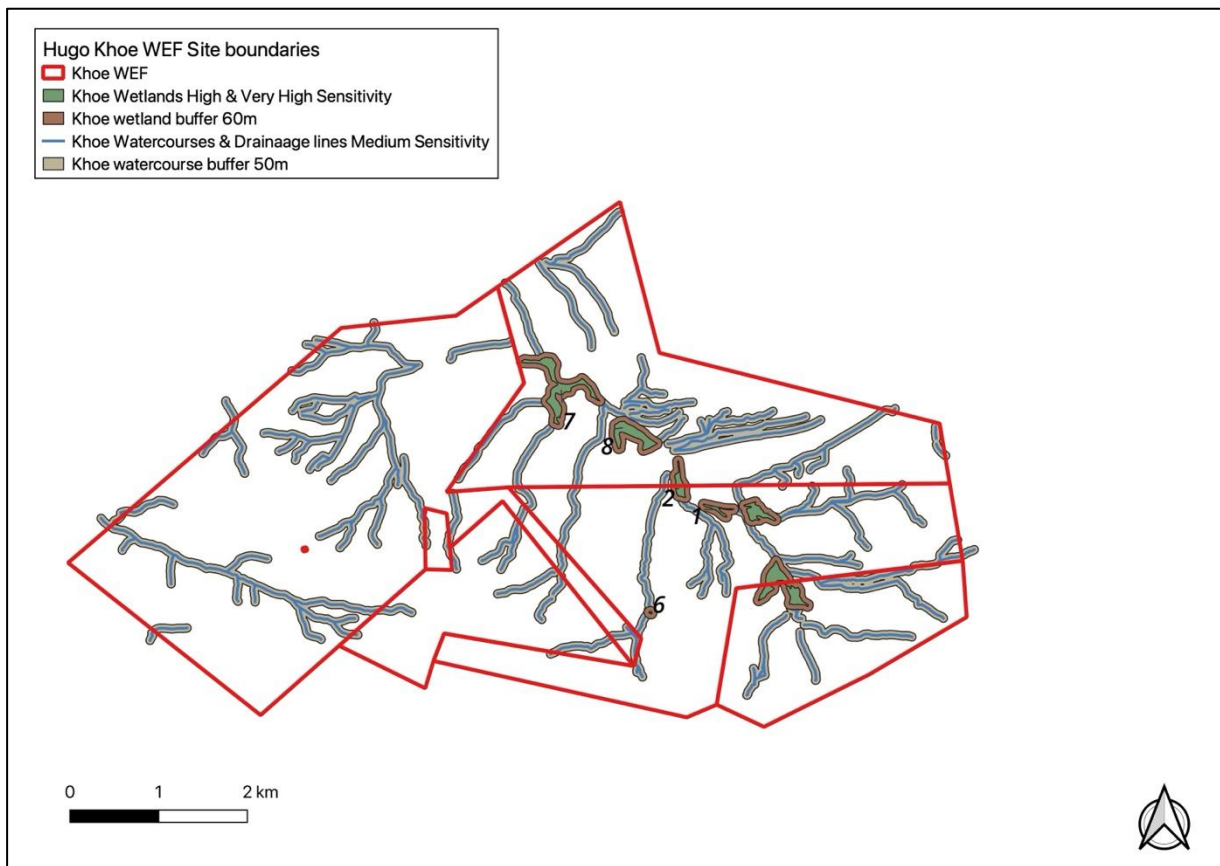 Hugo Khoe WEF Site boundaries
Khoe WEF
Khoe Wetlands High & Very High Sensitivity
Khoe wetland buffer 60m
Khoe Watercourses & Drainaage lines Medium Sensitivity
Khoe watercourse buffer 50m
7
8
2
1
6
0 1 2 km